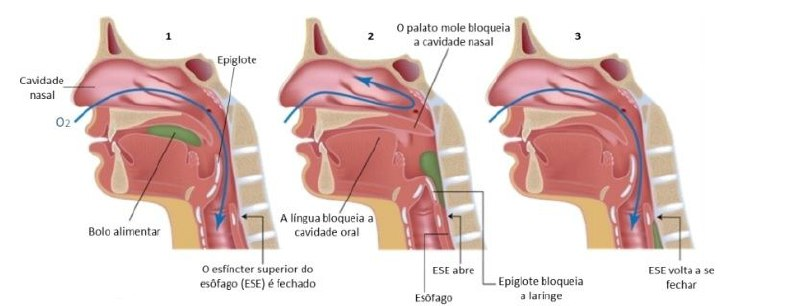 1
Epiglote
Cavidade
nasal
O2
Bolo alimentar
O esfíncter superior do
esôfago (ESE) é fechado
2
O palato mole bloqueia
a cavidade nasal
A língua bloqueia a
cavidade oral
ESE abre
Esôfago
Epiglote bloqueia
a laringe
3
ESE volta a se
fechar